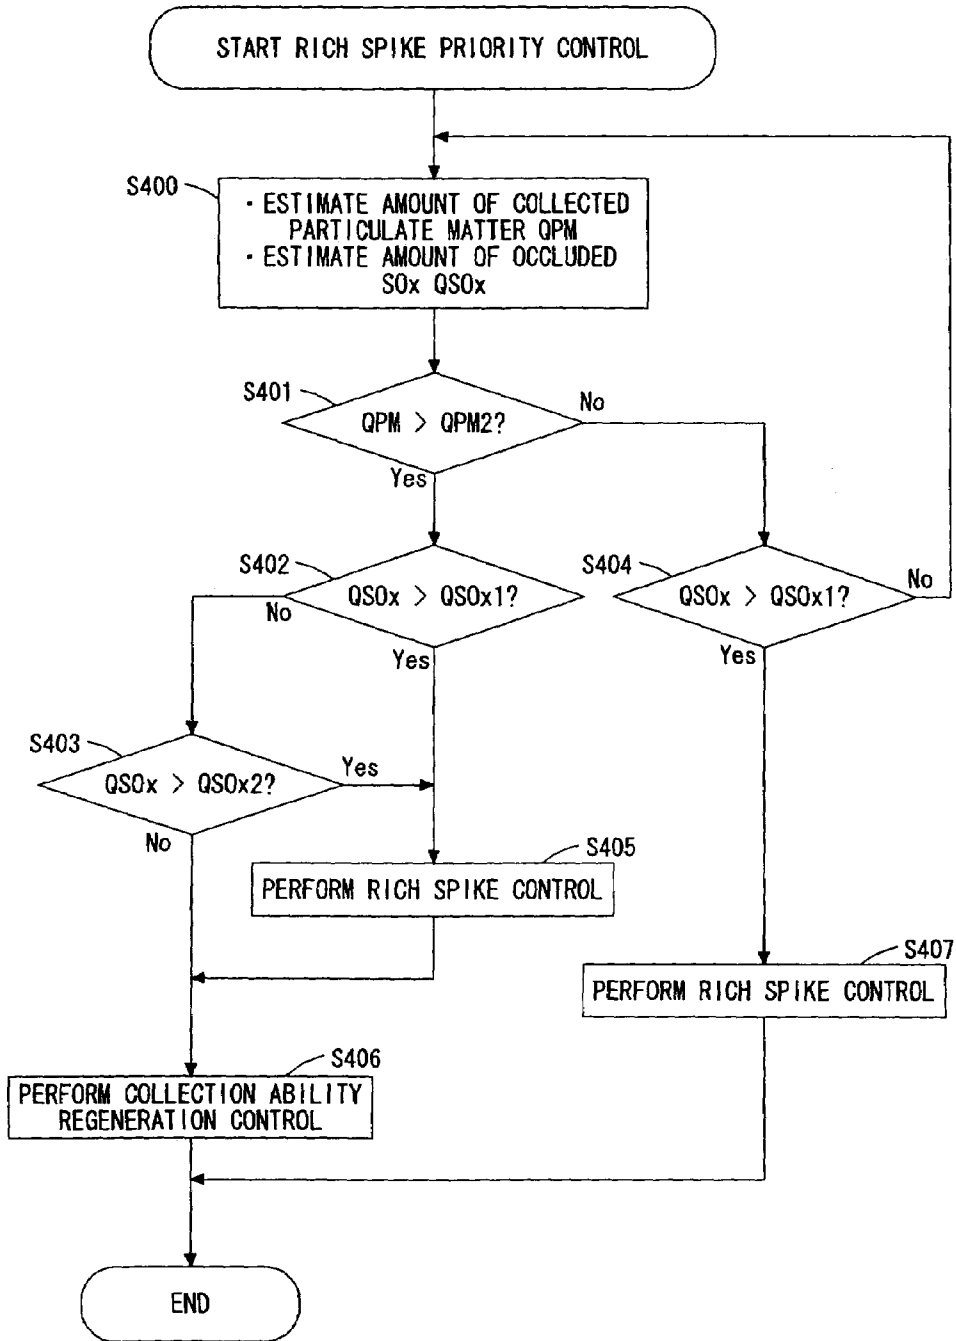 START RICH SPIKE PRIORITY CONTROL
S400
· ESTIMATE AMOUNT OF COLLECTED
PARTICULATE MATTER QPM
· ESTIMATE AMOUNT OF OCCLUDED
SOx QSOx
S401
QPM > QPM2?
No
Yes
S402
QSOx > QSOx1?
No
Yes
S404
QSOx > QSOx1?
No
Yes
S403
QSOx > QSOx2?
Yes
No
S405
PERFORM RICH SPIKE CONTROL
S407
PERFORM RICH SPIKE CONTROL
S406
PERFORM COLLECTION ABILITY
REGENERATION CONTROL
END